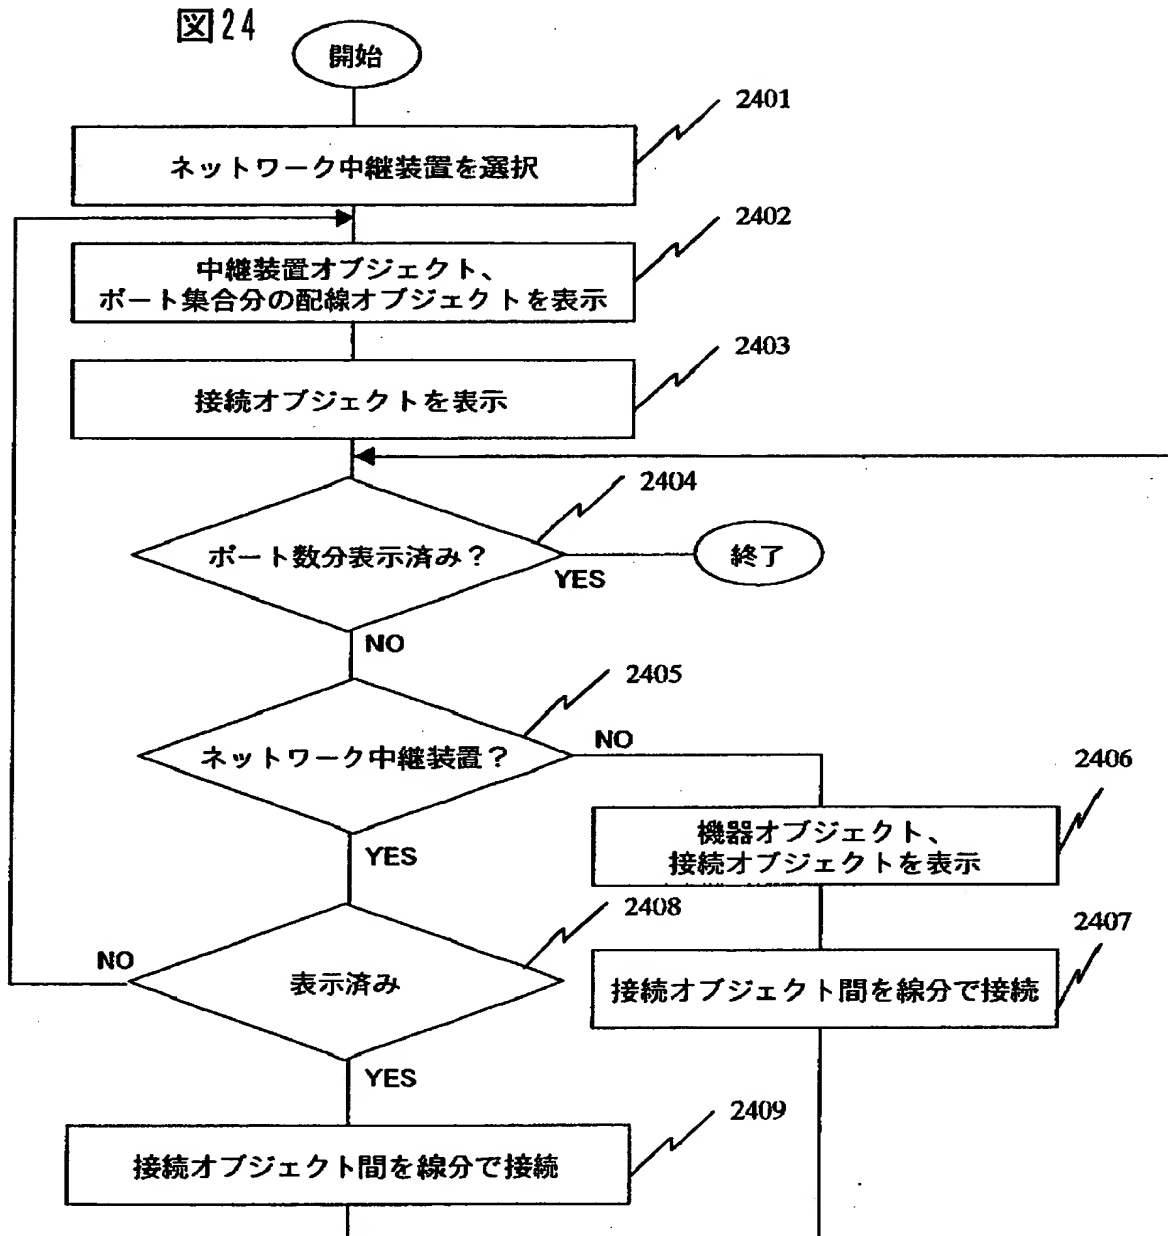 図24
開始
2401
ネットワーク中継装置を選択
2402
中継装置オブジェクト、
ポート集合分の配線オブジェクトを表示
2403
接続オブジェクトを表示
2404
ポート数分表示済み？
YES
終了
NO
2405
ネットワーク中継装置？
NO
2406
機器オブジェクト、
接続オブジェクトを表示
YES
2408
2407
NO
表示済み
接続オブジェクト間を線分で接続
YES
2409
接続オブジェクト間を線分で接続